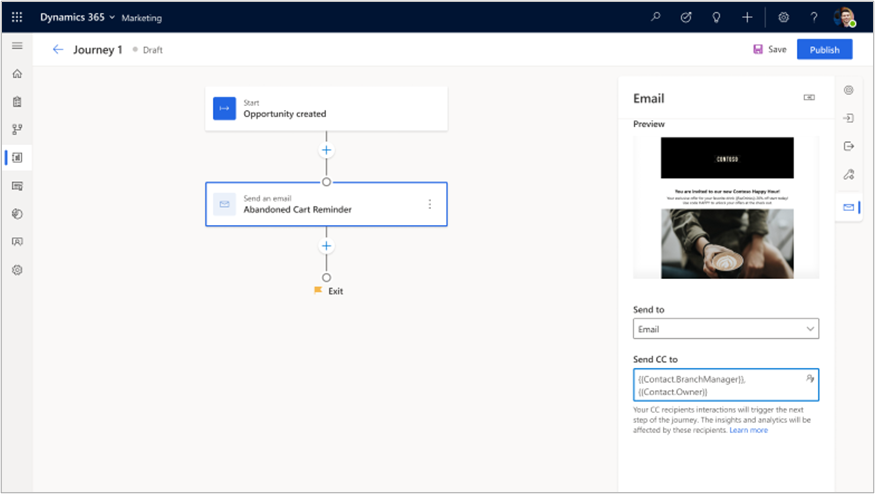 Dynamics 365 Marketing
Journey 1 Draft
Save
Publish
Start
Opportunity created
Send an email
Abandoned Cart Reminder
Exit
Email
Preview
CONTOSO
You are invited to our new Contoso Happy Hour!
Send to
Email
Send CC to
{{Contact.BranchManager}},
{{Contact.Owner}}
Your CC recipients interactions will trigger the next
step of the journey. The insights and analytics will be
affected by these recipients. Learn more